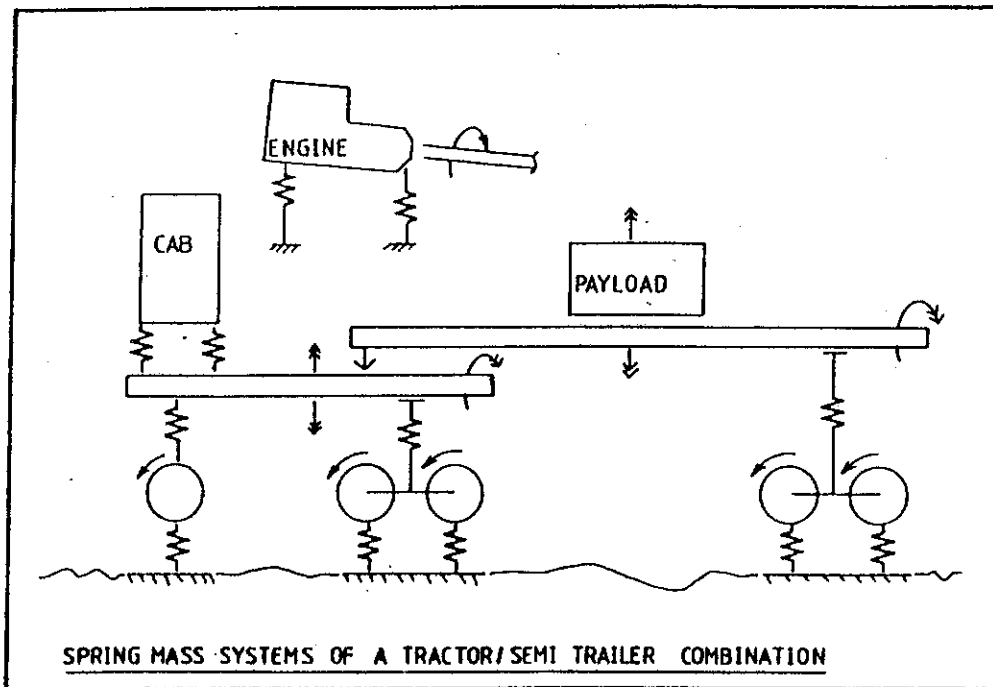 ENGINE
CAB
PAYLOAD
SPRING MASS SYSTEMS OF A TRACTOR/SEMI TRAILER COMBINATION